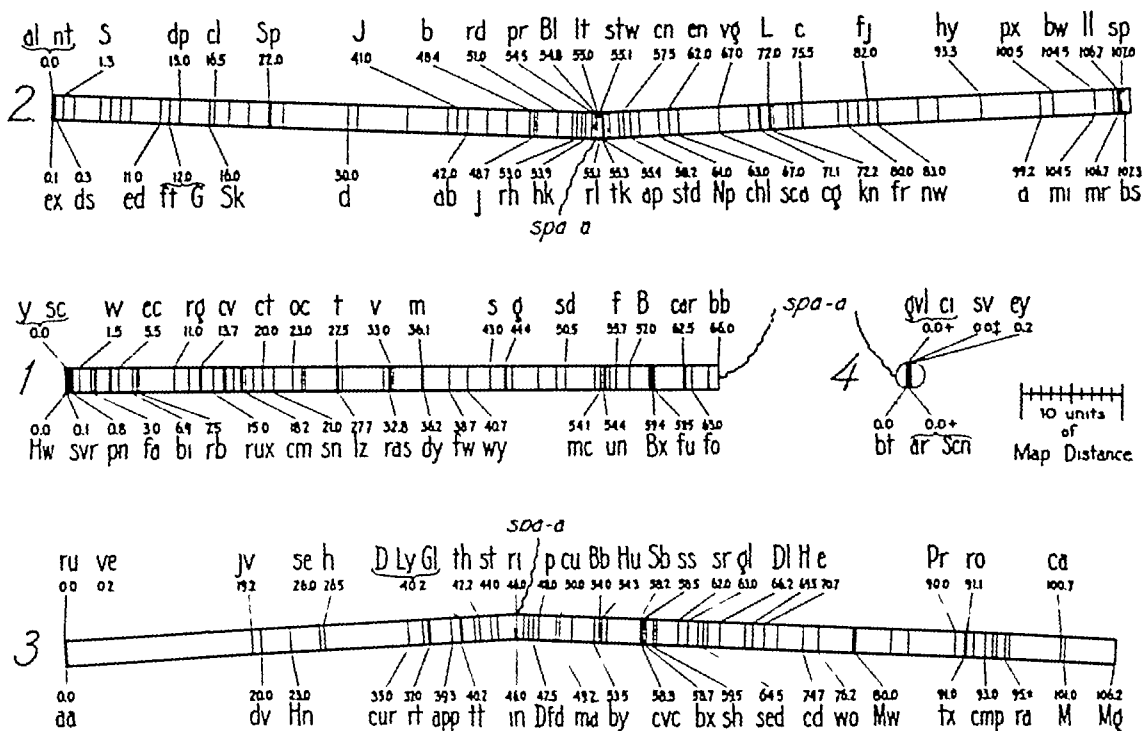 al nt S dp cl Sp J b rd pr Bl lt stw cn en vg L c fj hy px bw ll sp
0.0 1.3 13.0 16.5 22.0 41.0 48.4 51.0 54.5 54.8 55.0 55.1 57.5 62.0 67.0 72.0 75.5 82.0 93.3 100.5 104.5 106.7 107.0
2
0.1 0.3 11.0 12.0 16.0 30.0 42.0 48.7 53.0 53.9 55.1 55.3 55.4 58.2 61.0 63.0 67.0 71.1 72.2 80.0 83.0 99.2 104.5 106.7 107.3
ex ds ed ft G Sk d ab j rh hk rl tk ap std Np chl sca cg kn fr nw a mi mr bs
spa a
y sc w ec rg cv ct oc t v m s g sd f B car bb spa-a gvl ci sv ey
0.0 1.5 5.5 11.0 13.7 20.0 23.0 27.5 33.0 36.1 43.0 44.4 50.5 56.7 57.0 62.5 66.0 0.0+ 0.0± 0.2
1 4
0.0 0.1 0.8 3.0 6.9 7.5 15.0 18.2 21.0 27.7 32.8 36.2 38.7 40.7 54.1 54.4 59.4 59.5 63.0 0.0 0.0+
Hw svr pn fa bi rb rux cm sn lz ras dy fw wy mc un Bx fu fo bt ar Scn
10 units
of
Map Distance
spa-a
ru ve jv se h D Ly Gl th st ri p cu Bb Hu Sb ss sr gl Dl H e Pr ro ca
0.0 0.2 19.2 26.0 26.5 40.2 42.2 44.0 46.0 48.0 50.0 54.0 54.3 58.2 58.5 62.0 63.0 66.2 69.5 70.7 90.0 91.1 100.7
3
0.0 20.0 23.0 33.0 37.0 39.3 40.2 46.0 47.5 49.2 53.5 58.3 58.7 59.5 64.5 74.7 76.2 80.0 91.0 93.0 101.0 106.2
aa dv Hn cur rt app tt in Dfd ma by cvc bx sh sed cd wo Mw tx cmp ra M Mg